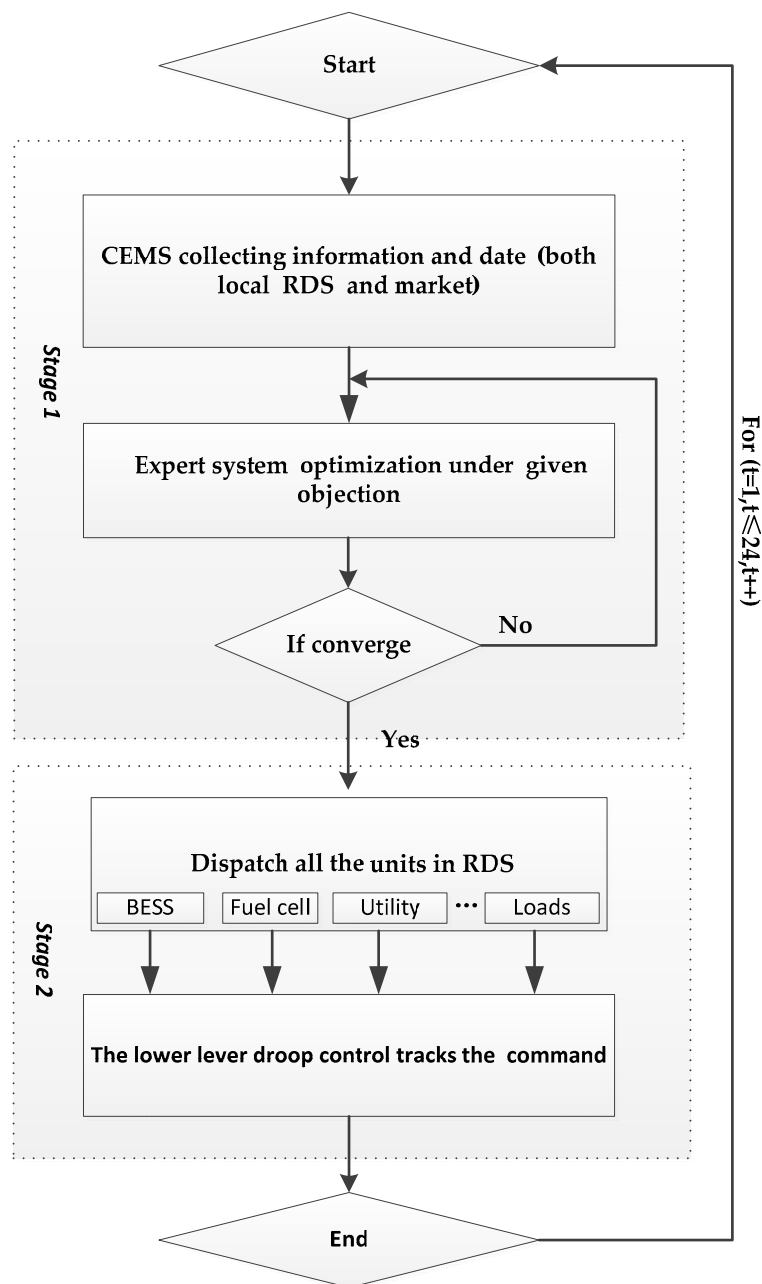 Start
CEMS collecting information and date (both
local RDS and market)
Stage 1
Expert system optimization under given
objection
If converge
No
Yes
For (t=1,t≤24,t++)
Dispatch all the units in RDS
BESS
Fuel cell
Utility
...
Loads
Stage 2
The lower lever droop control tracks the command
End